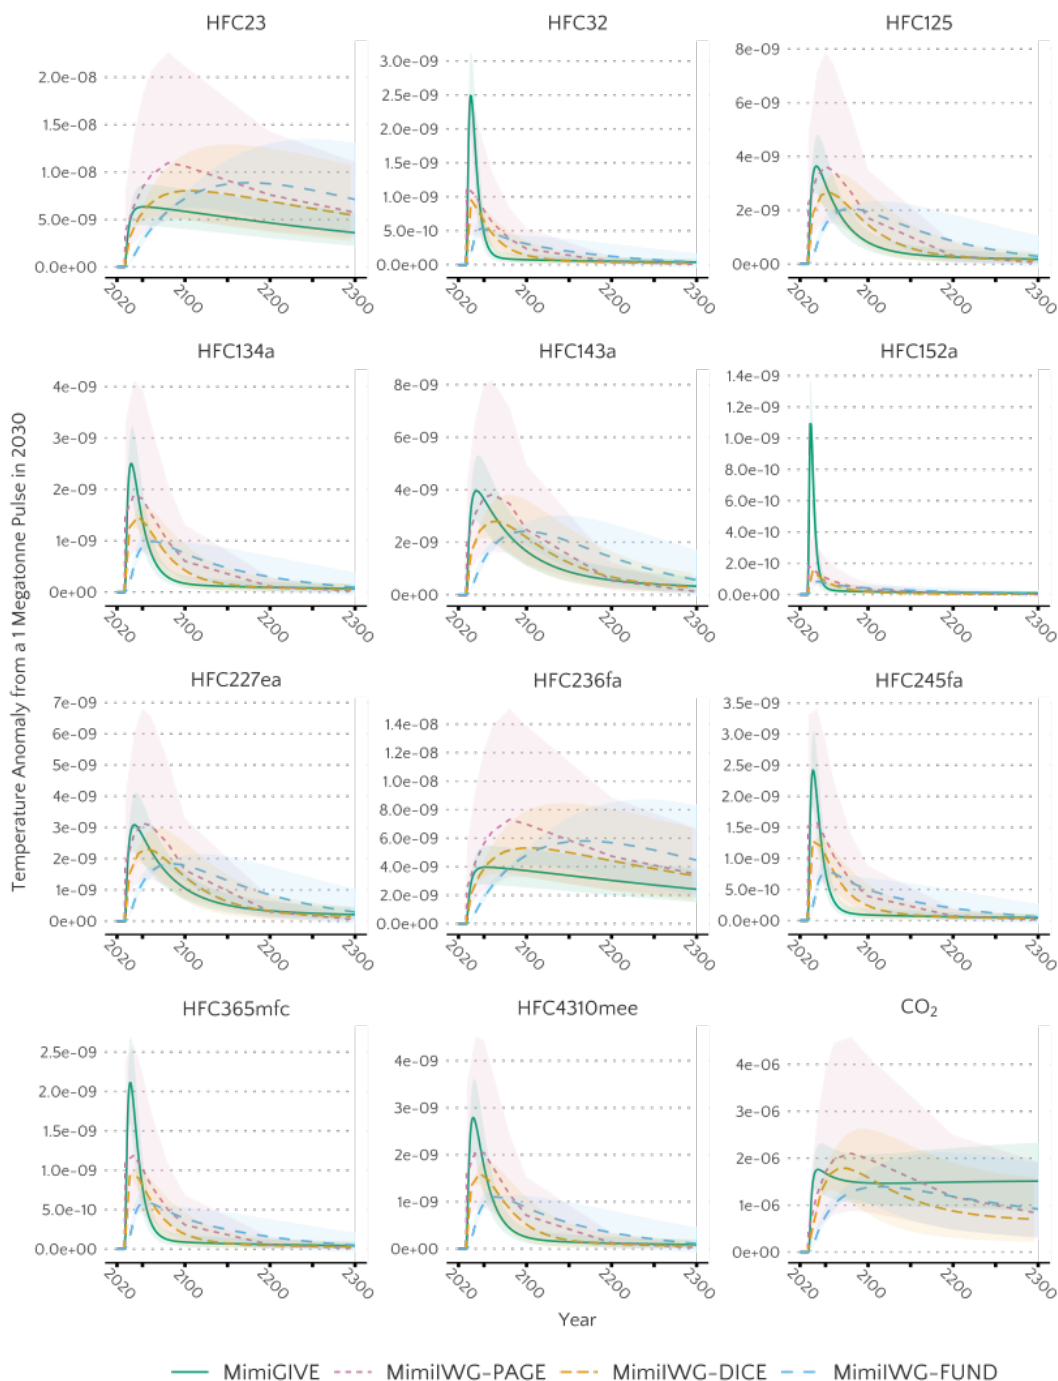 HFC23
HFC32
HFC125
2.0e-08
1.5e-08
1.0e-08
5.0e-09
0.0e+00
2020
2100
2200
2300
3.0e-09
2.5e-09
2.0e-09
1.5e-09
1.0e-09
5.0e-10
0.0e+00
2020
2100
2200
2300
8e-09
6e-09
4e-09
2e-09
0e+00
2020
2100
2200
2300
HFC134a
HFC143a
HFC152a
4e-09
3e-09
2e-09
1e-09
0e+00
2020
2100
2200
2300
8e-09
6e-09
4e-09
2e-09
0e+00
2020
2100
2200
2300
1.4e-09
1.2e-09
1.0e-09
8.0e-10
6.0e-10
4.0e-10
2.0e-10
0.0e+00
2020
2100
2200
2300
Temperature Anomaly from a 1 Megatonne Pulse in 2030
HFC227ea
HFC236fa
HFC245fa
7e-09
6e-09
5e-09
4e-09
3e-09
2e-09
1e-09
0e+00
2020
2100
2200
2300
1.4e-08
1.2e-08
1.0e-08
8.0e-09
6.0e-09
4.0e-09
2.0e-09
0.0e+00
2020
2100
2200
2300
3.5e-09
3.0e-09
2.5e-09
2.0e-09
1.5e-09
1.0e-09
5.0e-10
0.0e+00
2020
2100
2200
2300
HFC365mfc
HFC4310mee
CO₂
2.5e-09
2.0e-09
1.5e-09
1.0e-09
5.0e-10
0.0e+00
2020
2100
2200
2300
4e-09
3e-09
2e-09
1e-09
0e+00
2020
2100
2200
2300
4e-06
3e-06
2e-06
1e-06
0e+00
2020
2100
2200
2300
Year
MimiGIVE
MimiIWG-PAGE
MimiIWG-DICE
MimiIWG-FUND